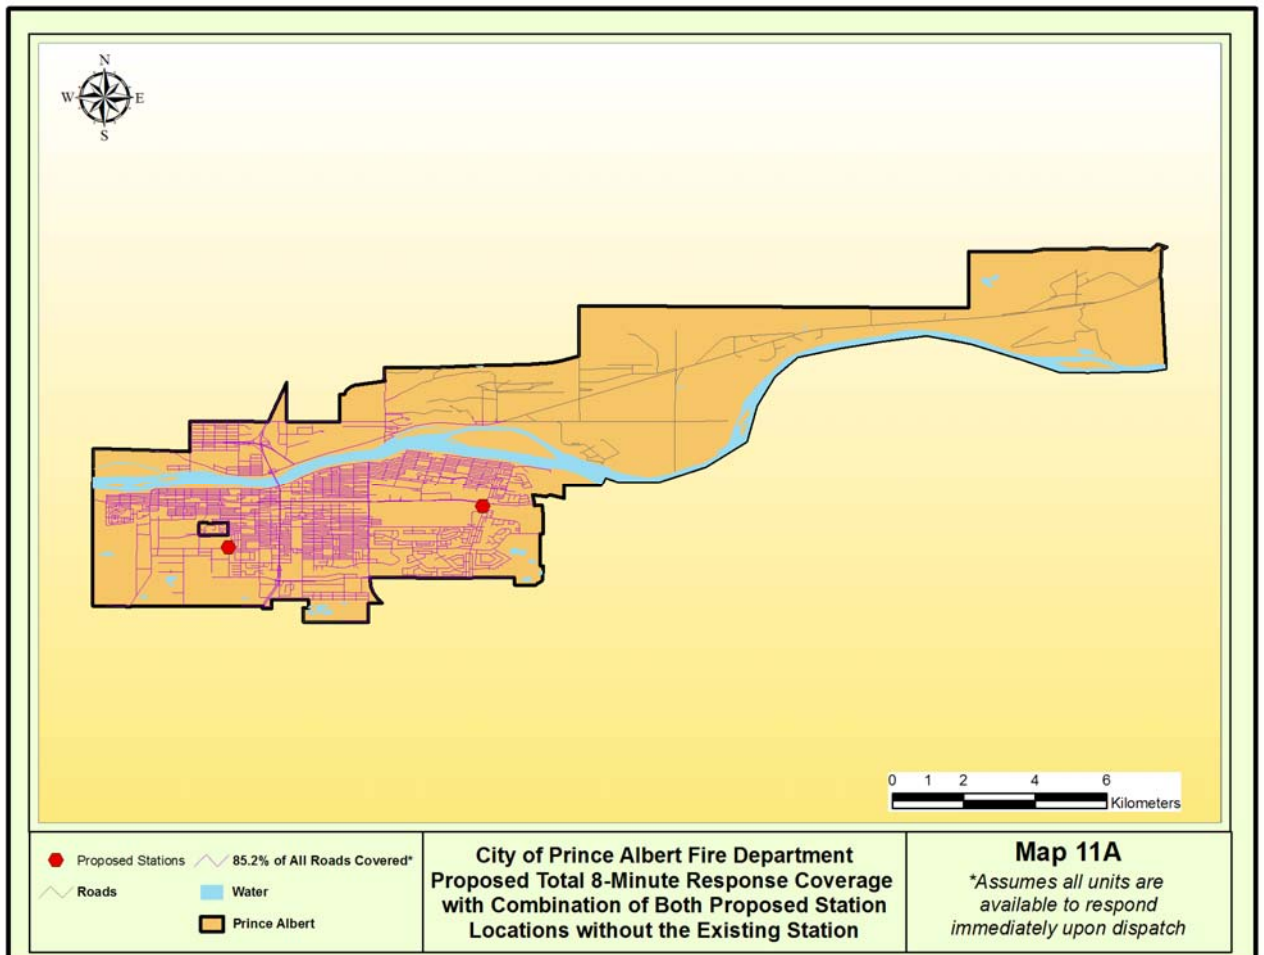 N
W E
S
0 1 2 4 6
Kilometers
Proposed Stations
85.2% of All Roads Covered*
Roads
Water
Prince Albert
City of Prince Albert Fire Department
Proposed Total 8-Minute Response Coverage
with Combination of Both Proposed Station
Locations without the Existing Station
Map 11A
*Assumes all units are
available to respond
immediately upon dispatch